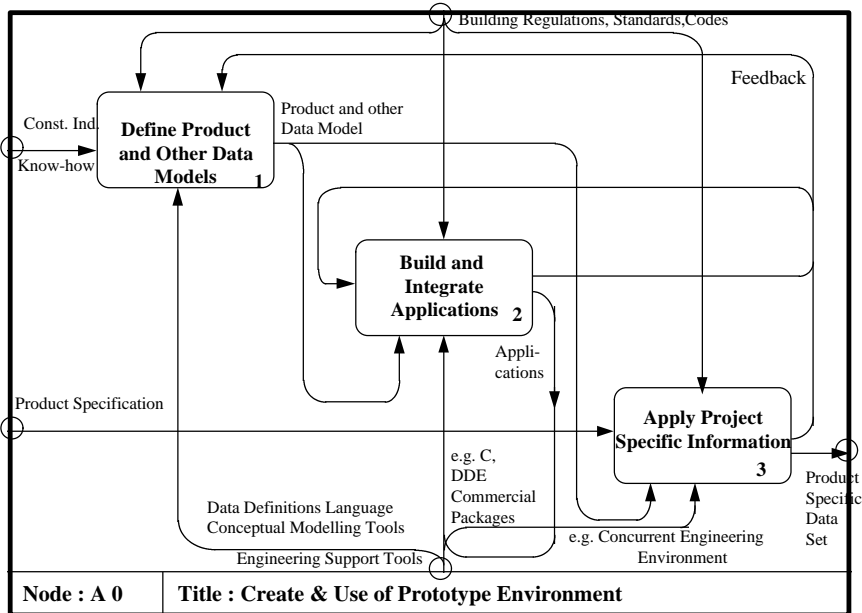 Building Regulations, Standards,Codes
Feedback
Const. Ind.
Know-how
Define Product
and Other Data
Models
1
Product and other
Data Model
Build and
Integrate
Applications
2
Appli-
cations
Product Specification
Apply Project
Specific Information
3
e.g. C,
DDE
Commercial
Packages
Product
Specific
Data
Set
Data Definitions Language
Conceptual Modelling Tools
Engineering Support Tools
e.g. Concurrent Engineering
Environment
Node : A 0
Title : Create & Use of Prototype Environment